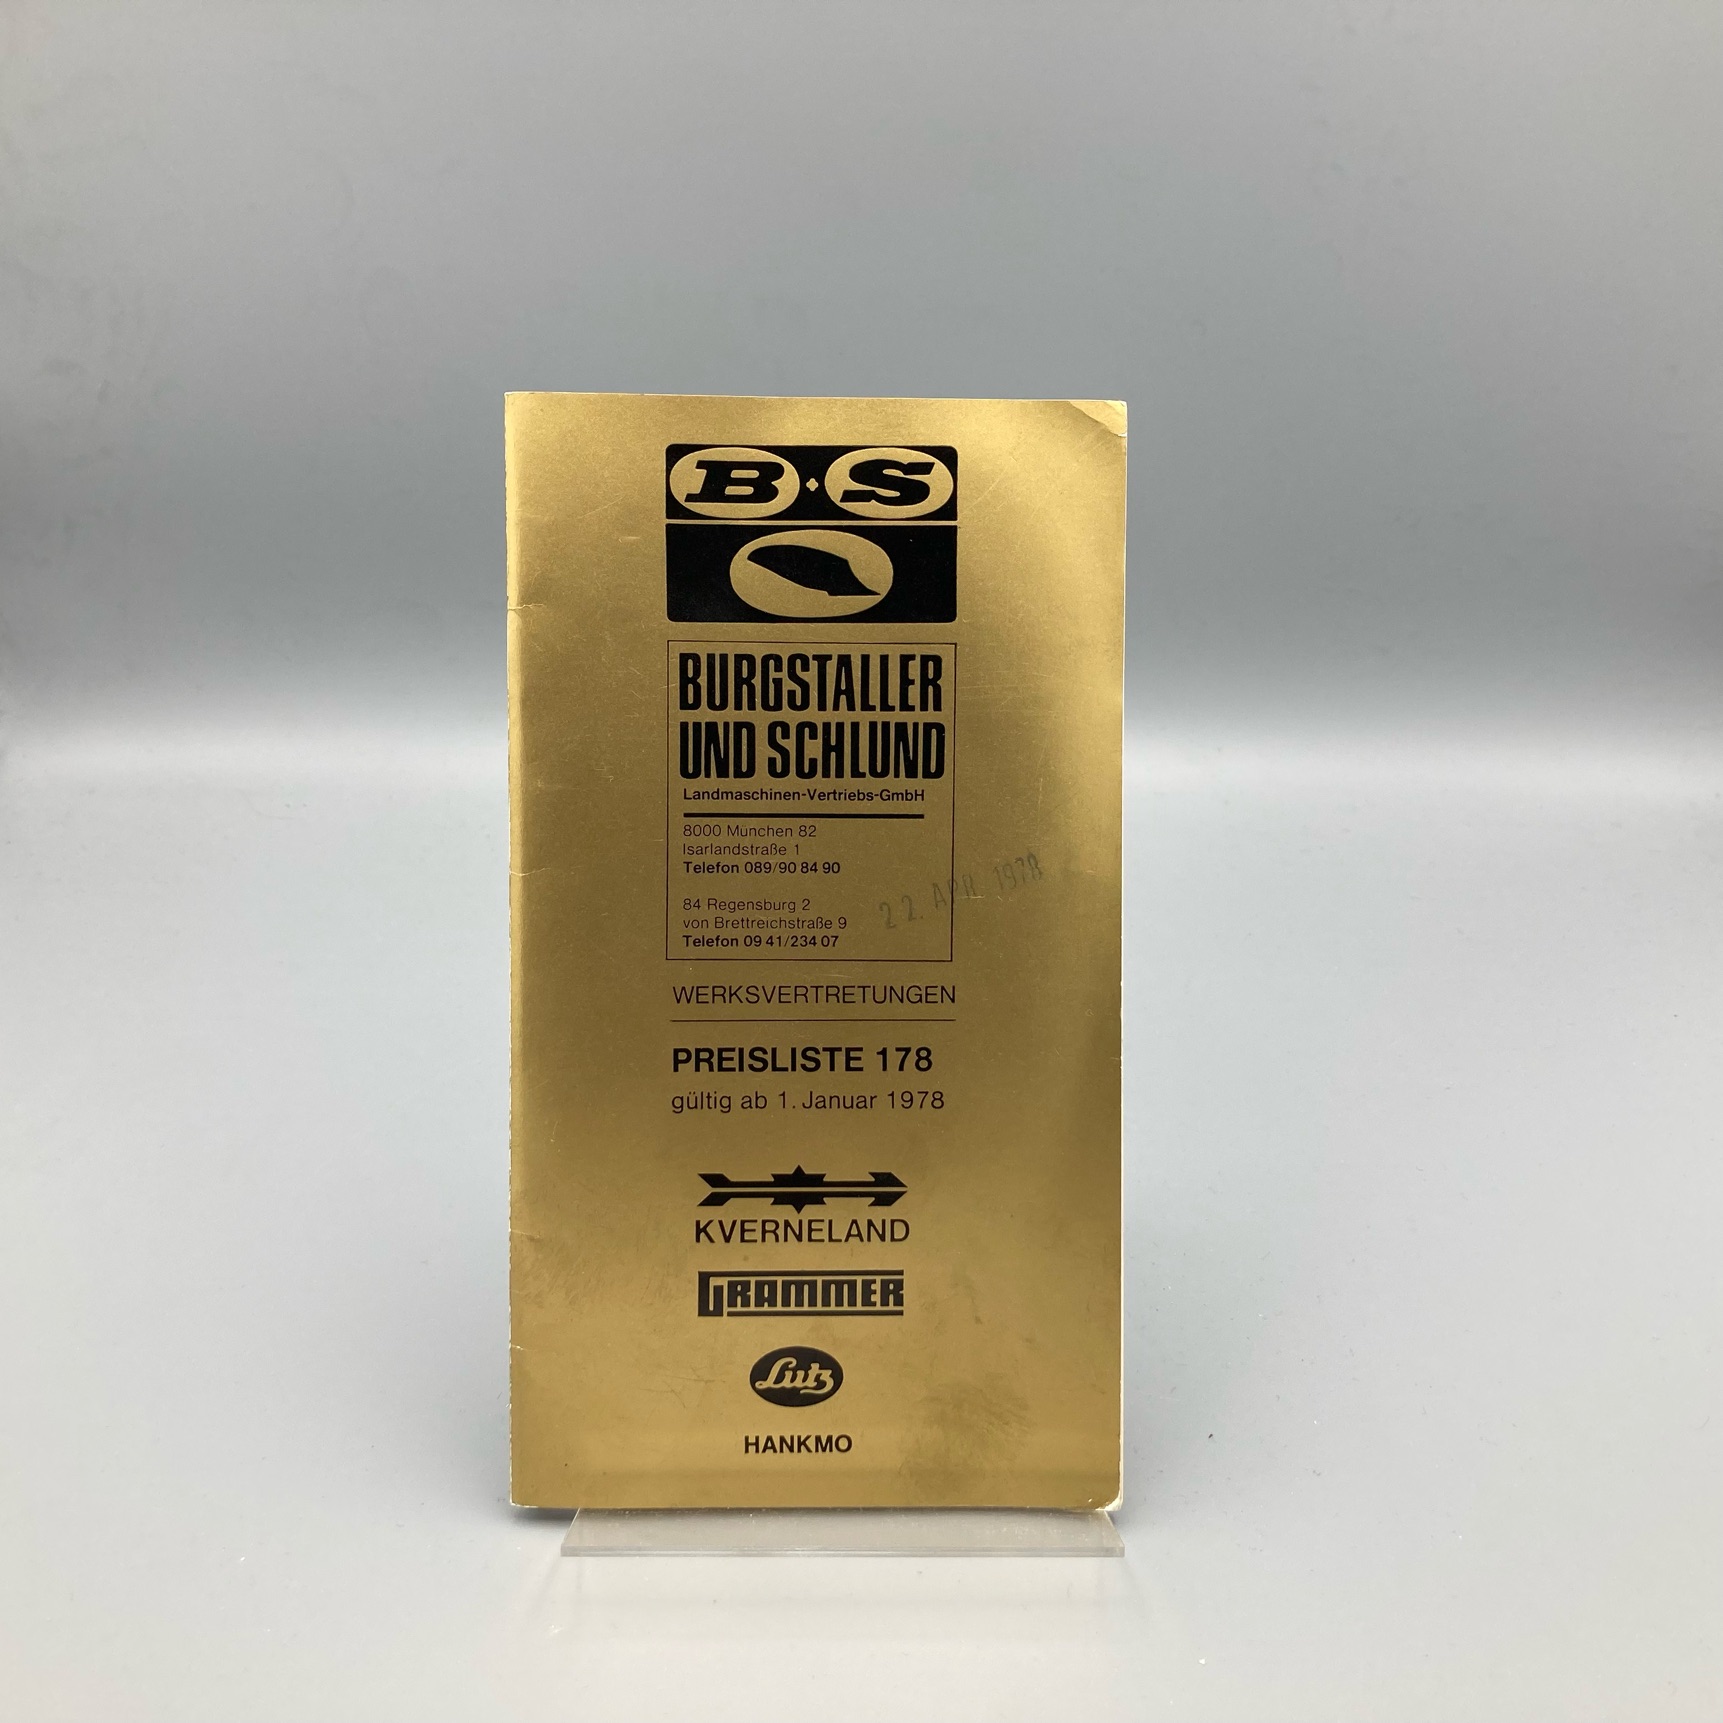 B+S
BURGSTALLER
UND SCHLUND
Landmaschinen-Vertriebs-GmbH
8000 München 82
Isarlandstraße 1
Telefon 089/90 84 90
84 Regensburg 2
von Brettreichstraße 9
Telefon 09 41/234 07
22. APR. 1978
WERKSVERTRETUNGEN
PREISLISTE 178
gültig ab 1. Januar 1978
KVERNELAND
GRAMMER
Lutz
HANKMO